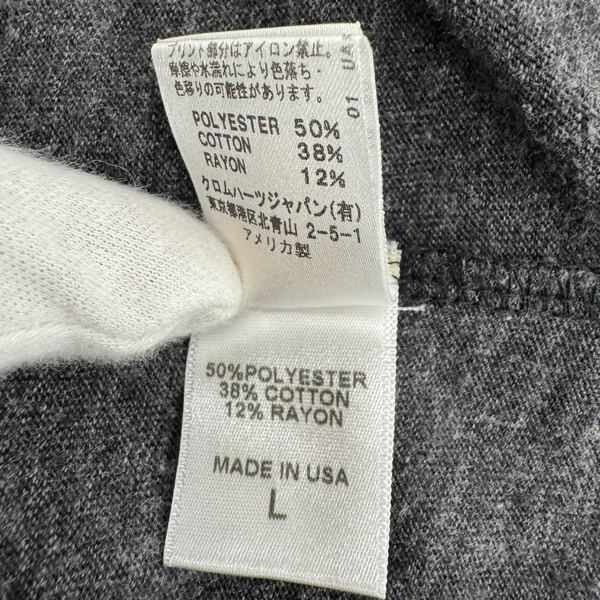 プリント部分はアイロン禁止。
摩擦や水濡れにより色落ち・
色移りの可能性があります。
POLYESTER 50%
COTTON 38%
RAYON 12%
クロムハーツジャパン(有)
東京都港区北青山 2-5-1
アメリカ製
01
50%POLYESTER
38% COTTON
12% RAYON
MADE IN USA
L